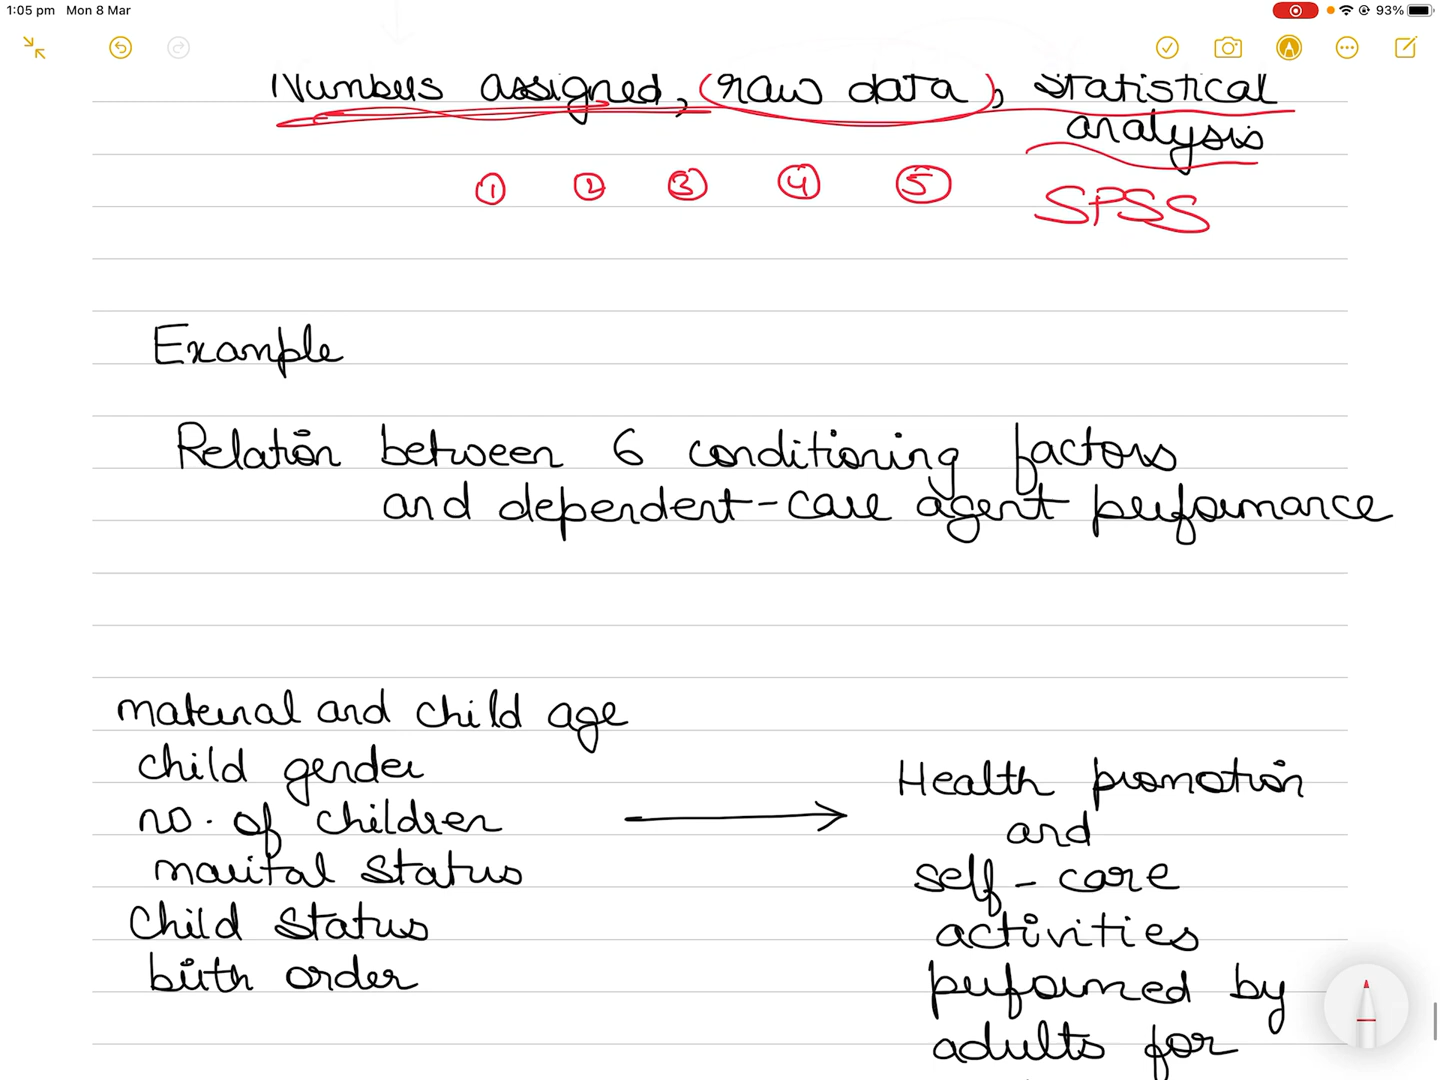 1:05 pm Mon 8 Mar 93%
Numbers assigned, (raw data), Statistical
analysis
1 2 3 4 5
SPSS
Example
Relation between 6 conditioning factors
and dependent-care agent performance
maternal and child age
child gender
no. of children
marital status
Child status
birth order
Health promotion
and
self-care
activities
performed by
adults for